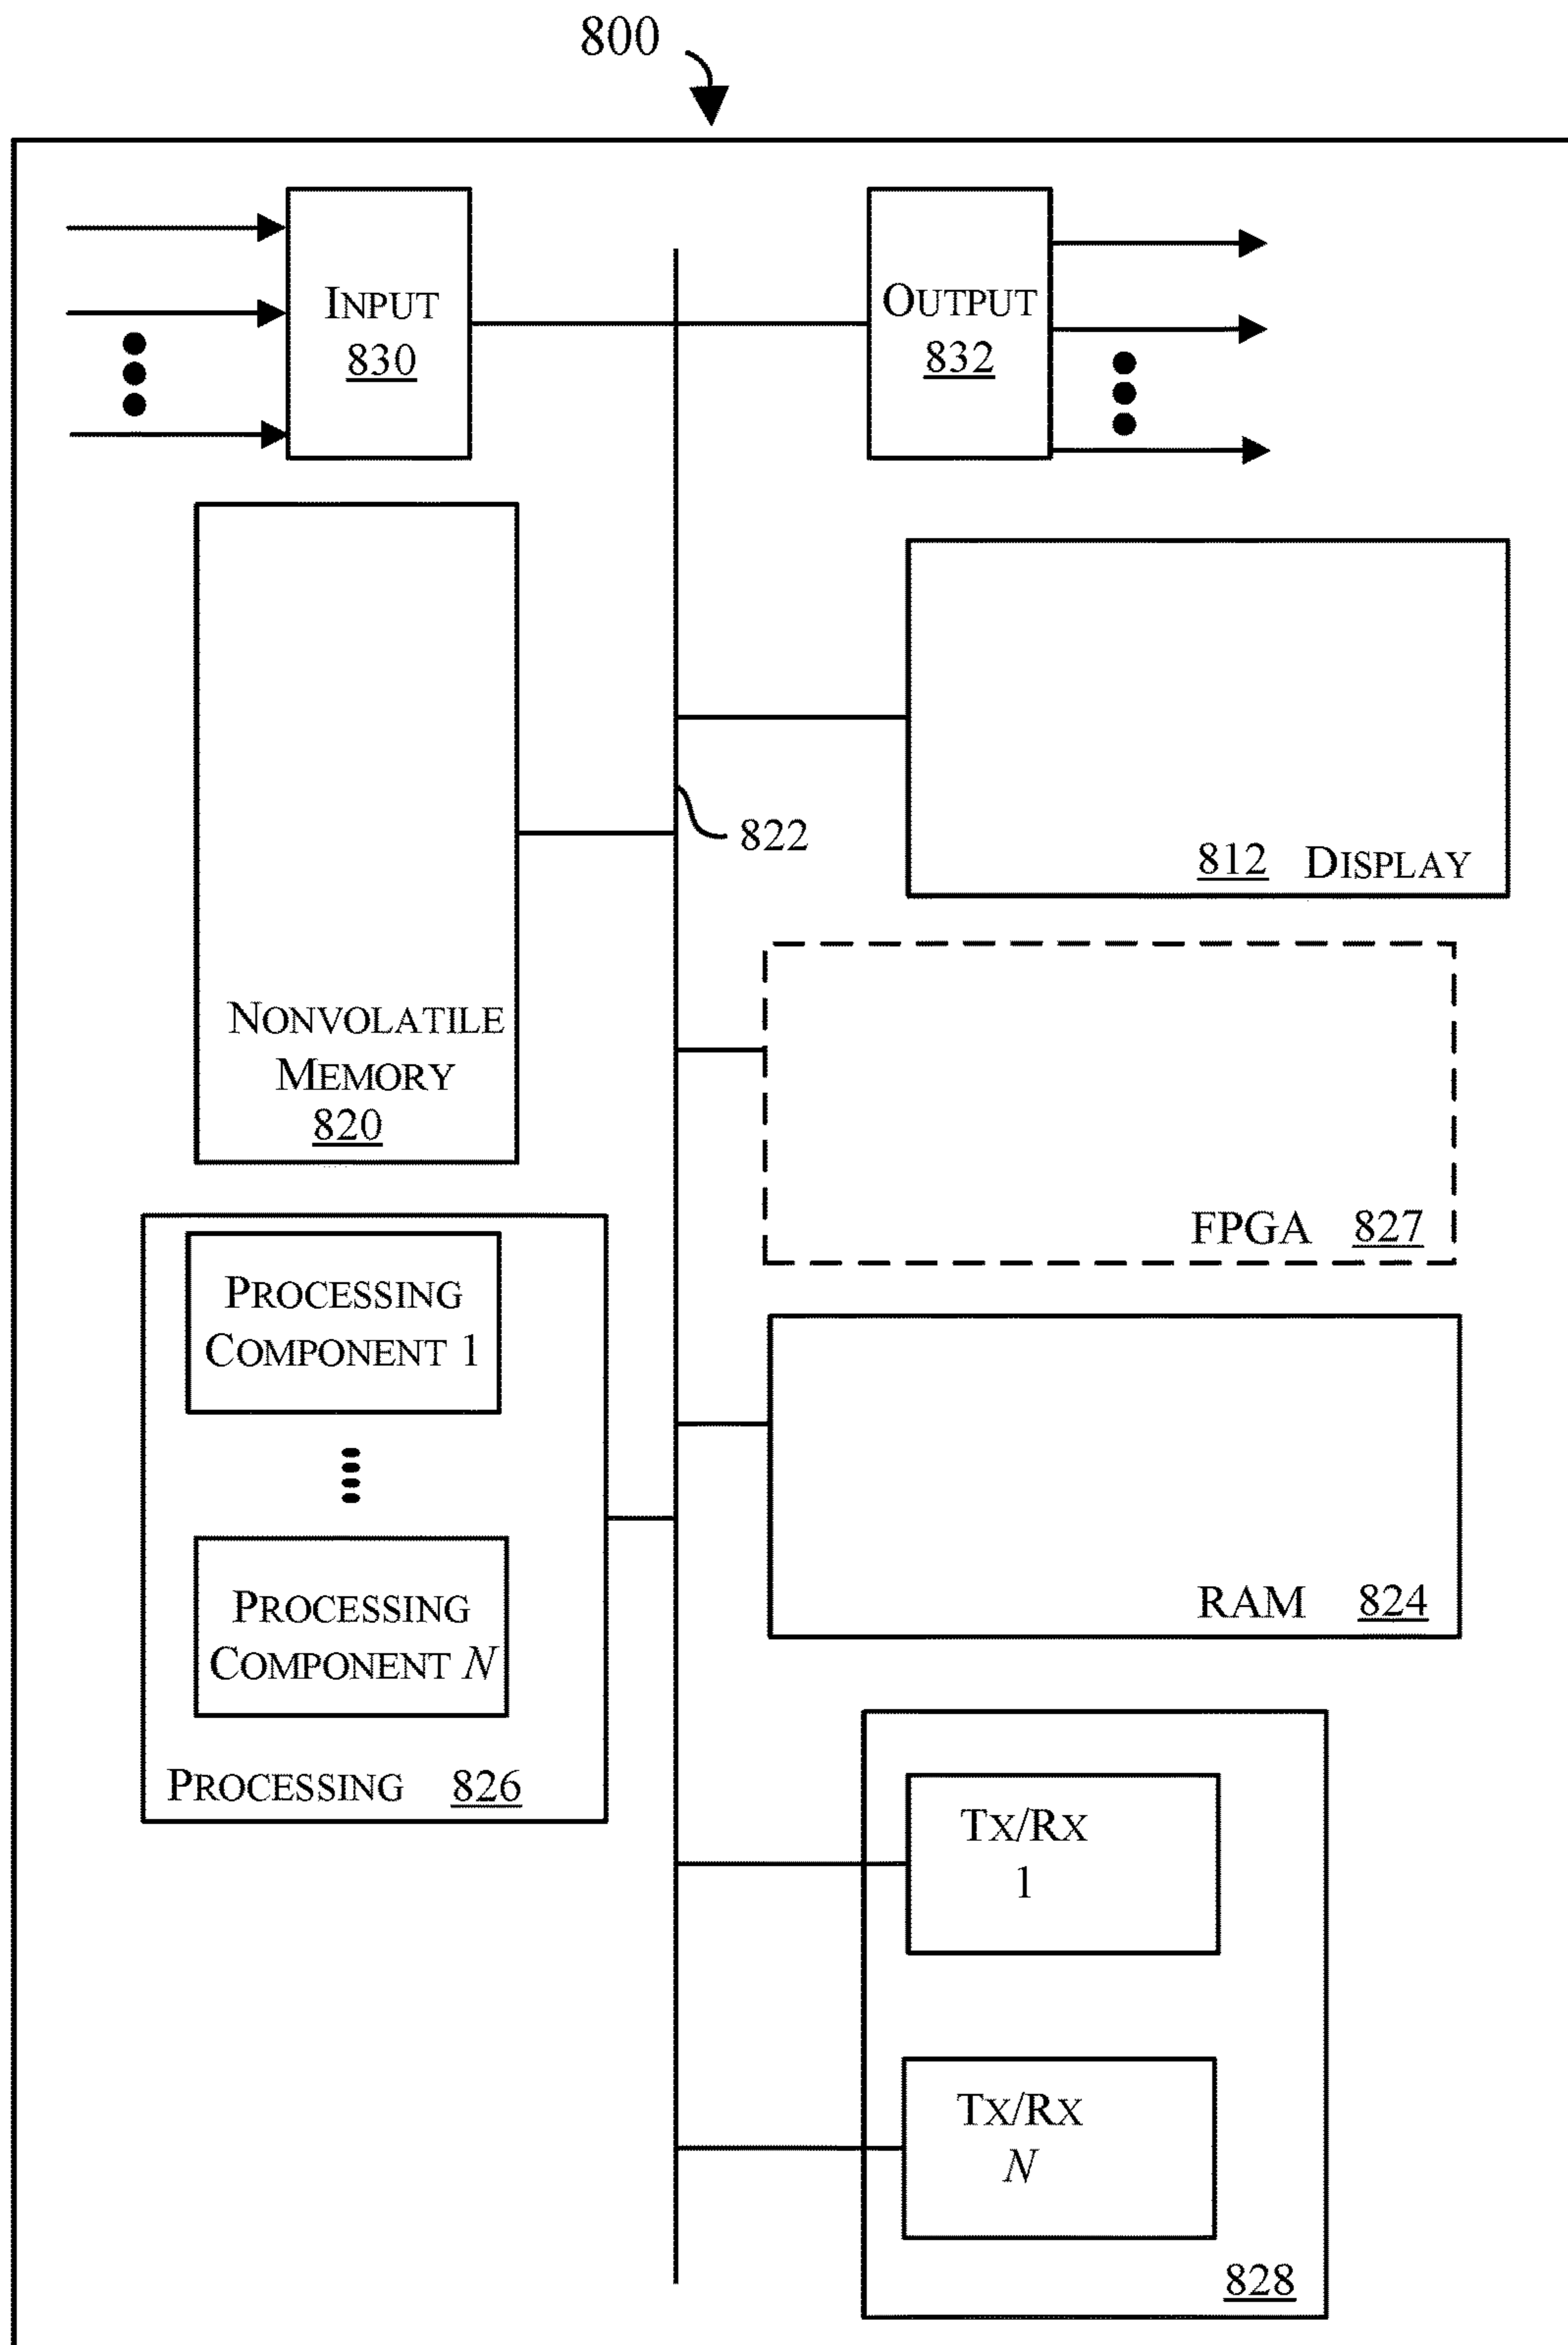 800
INPUT
830
OUTPUT
832
822
812 DISPLAY
NONVOLATILE
MEMORY
820
FPGA 827
PROCESSING
COMPONENT 1
PROCESSING
COMPONENT N
PROCESSING 826
RAM 824
TX/RX
1
TX/RX
N
828